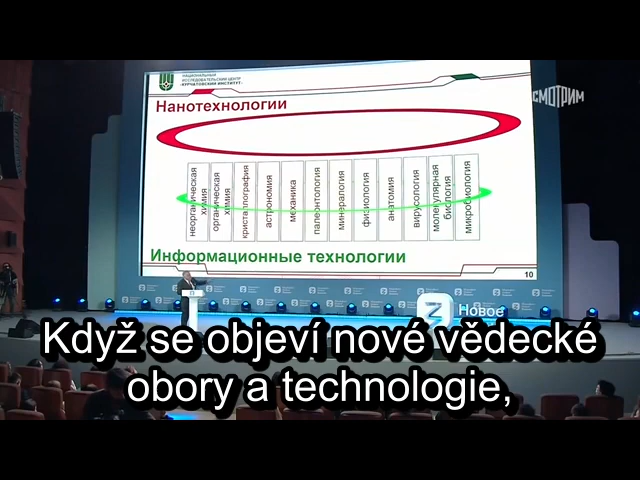 НАЦИОНАЛЬНЫЙ
ИССЛЕДОВАТЕЛЬСКИЙ ЦЕНТР
«КУРЧАТОВСКИЙ ИНСТИТУТ»
СМОТРИМ
Нанотехнологии
неорганическая химия
органическая химия
кристаллография
астрономия
механика
палеонтология
минералогия
физиология
анатомия
вирусология
молекулярная биология
микробиология
Информационные технологии
10
Новое
Když se objeví nové vědecké
obory a technologie,